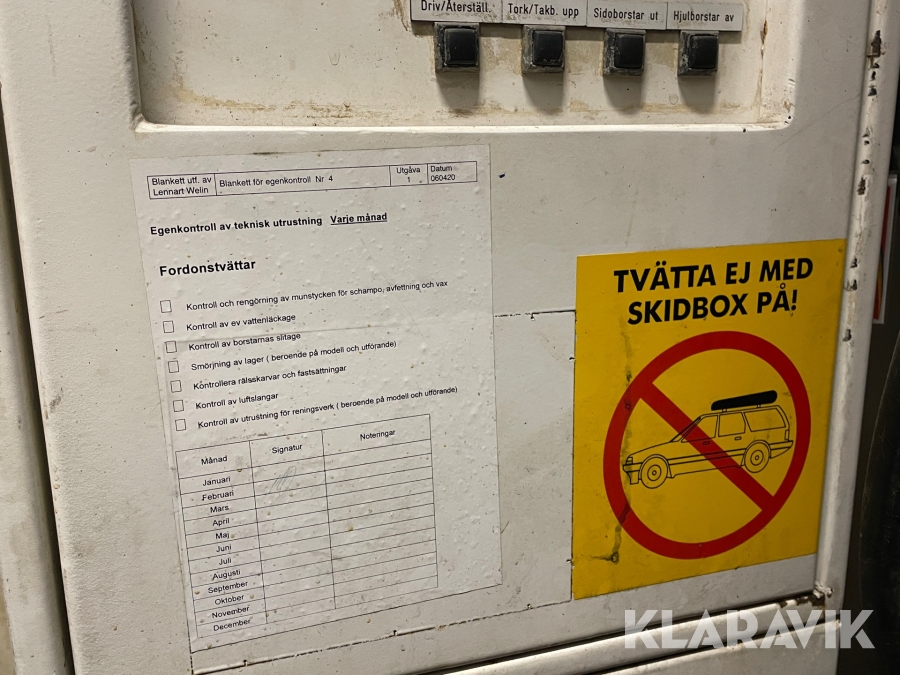 Driv/Återställ.
Tork/Takb. upp
Sidoborstar ut
Hjulborstar av
Blankett utf. av
Lennart Welin
Blankett för egenkontroll Nr 4
Utgåva
1
Datum
060420
Egenkontroll av teknisk utrustning Varje månad
Fordonstvättar
Kontroll och rengörning av munstycken för schampo, avfettning och vax
Kontroll av ev vattenläckage
Kontroll av borstarnas slitage
Smörjning av lager ( beroende på modell och utförande)
Kontrollera rälsskarvar och fastsättningar
Kontroll av luftslangar
Kontroll av utrustning för reningsverk ( beroende på modell och utförande)
Månad
Signatur
Noteringar
Januari
Februari
Mars
April
Maj
Juni
Juli
Augusti
September
Oktober
November
December
TVÄTTA EJ MED
SKIDBOX PÅ!
KLARAVIK